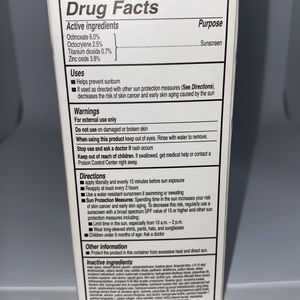 Drug Facts
Active ingredients Purpose
Octinoxate 6.0%
Octocrylene 2.5%
Titanium dioxide 0.7%
Zinc oxide 3.8%
Sunscreen
Uses
■ Helps prevent sunburn
■ If used as directed with other sun protection measures (See Directions),
decreases the risk of skin cancer and early skin aging caused by the sun
Warnings
For external use only
Do not use on damaged or broken skin
When using this product keep out of eyes. Rinse with water to remove.
Stop use and ask a doctor if rash occurs
Keep out of reach of children. If swallowed, get medical help or contact a
Poison Control Center right away.
Directions
■ apply liberally and evenly 15 minutes before sun exposure
■ Reapply at least every 2 hours
■ Use a water resistant sunscreen if swimming or sweating
■ Sun Protection Measures: Spending time in the sun increases your risk
of skin cancer and early skin aging. To decrease this risk, regularly use a
sunscreen with a broad spectrum SPF value of 15 or higher and other sun
protection measures including:
■ Limit time in the sun, especially from 10 a.m. – 2 p.m.
■ Wear long-sleeved shirts, pants, hats, and sunglasses
■ Children under 6 months of age: Ask a doctor
Other information
■ Protect the product in this container from excessive heat and direct sun.
Inactive ingredients